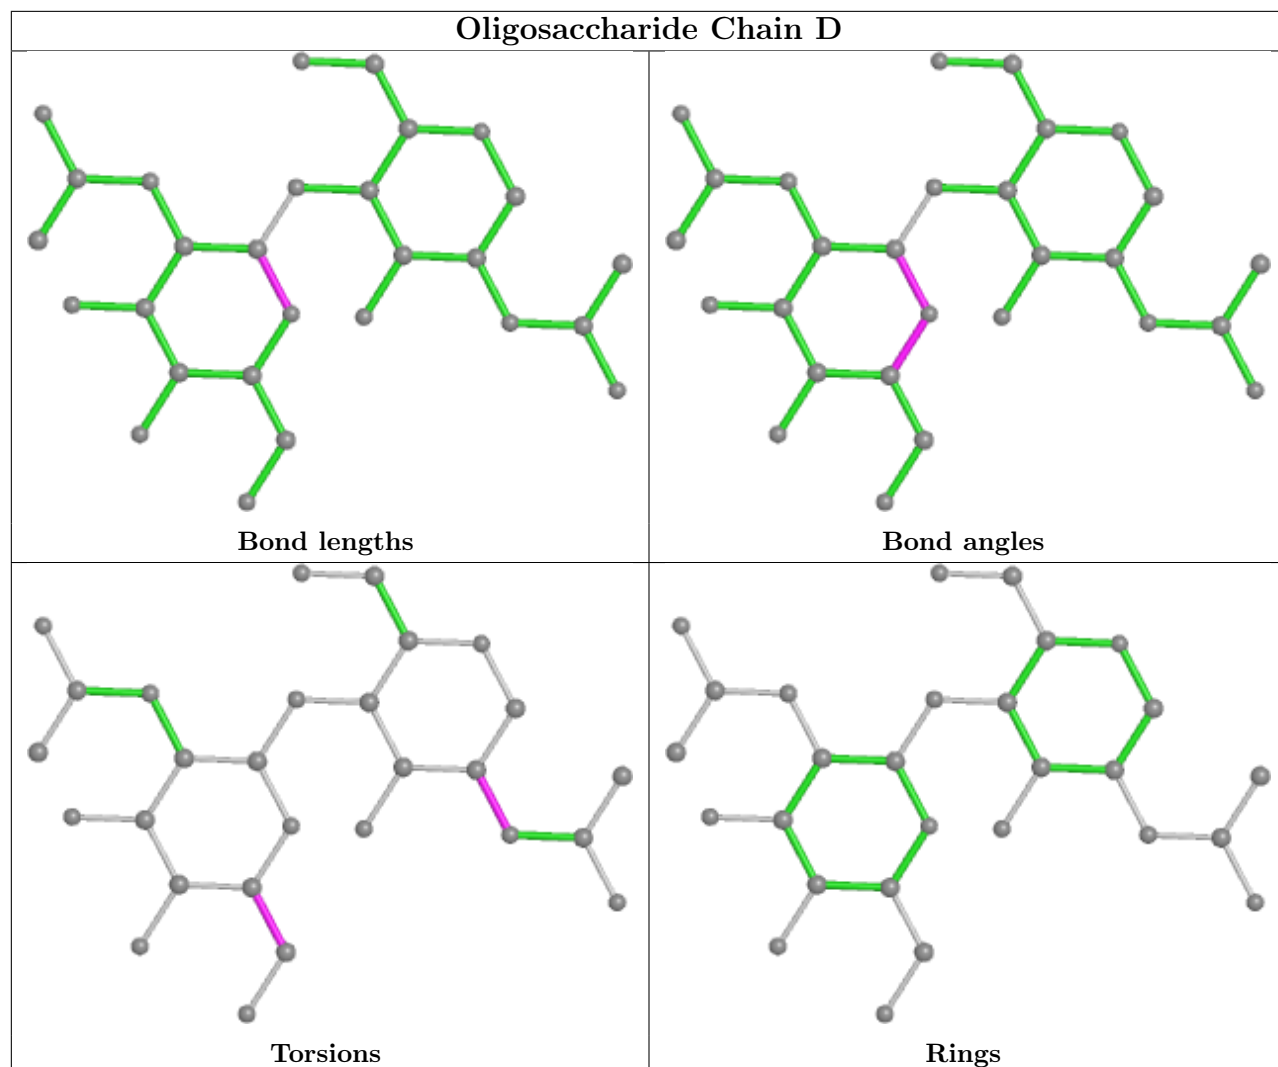 Oligosaccharide Chain D
Bond lengths
Bond angles
Torsions
Rings